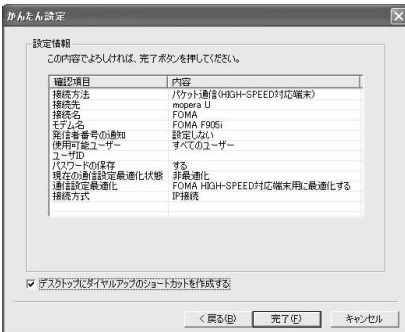 かんたん設定
設定情報
この内容でよろしければ、完了ボタンを押してください。
確認項目 内容
接続方法 パケット通信(HIGH-SPEED対応端末)
接続先 mopera U
接続名 FOMA
モデム名 FOMA F905i
発信者番号の通知 設定しない
使用可能ユーザー すべてのユーザー
ユーザID
パスワードの保存 する
現在の通信設定最適化状態 非最適化
通信設定最適化 FOMA HIGH-SPEED対応端末用に最適化する
接続方式 IP接続
デスクトップにダイヤルアップのショートカットを作成する
< 戻る(B) 完了(F) キャンセル